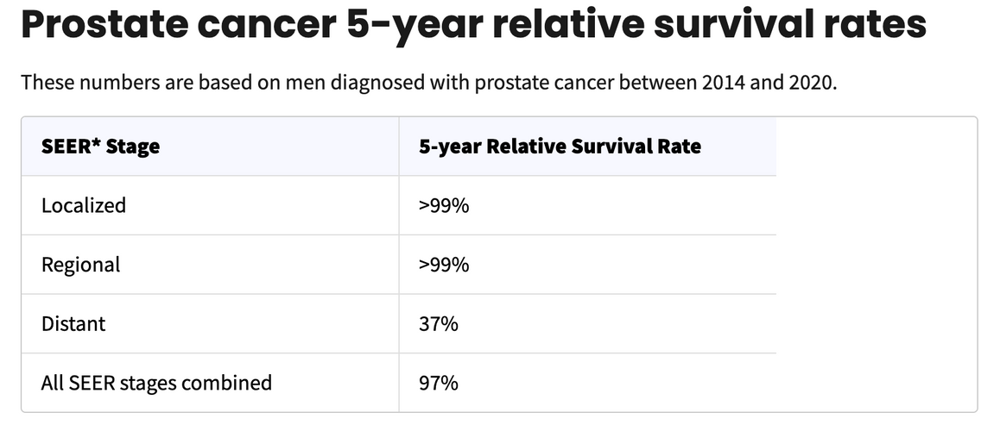 Prostate cancer 5-year relative survival rates
These numbers are based on men diagnosed with prostate cancer between 2014 and 2020.
SEER* Stage 5-year Relative Survival Rate
Localized >99%
Regional >99%
Distant 37%
All SEER stages combined 97%